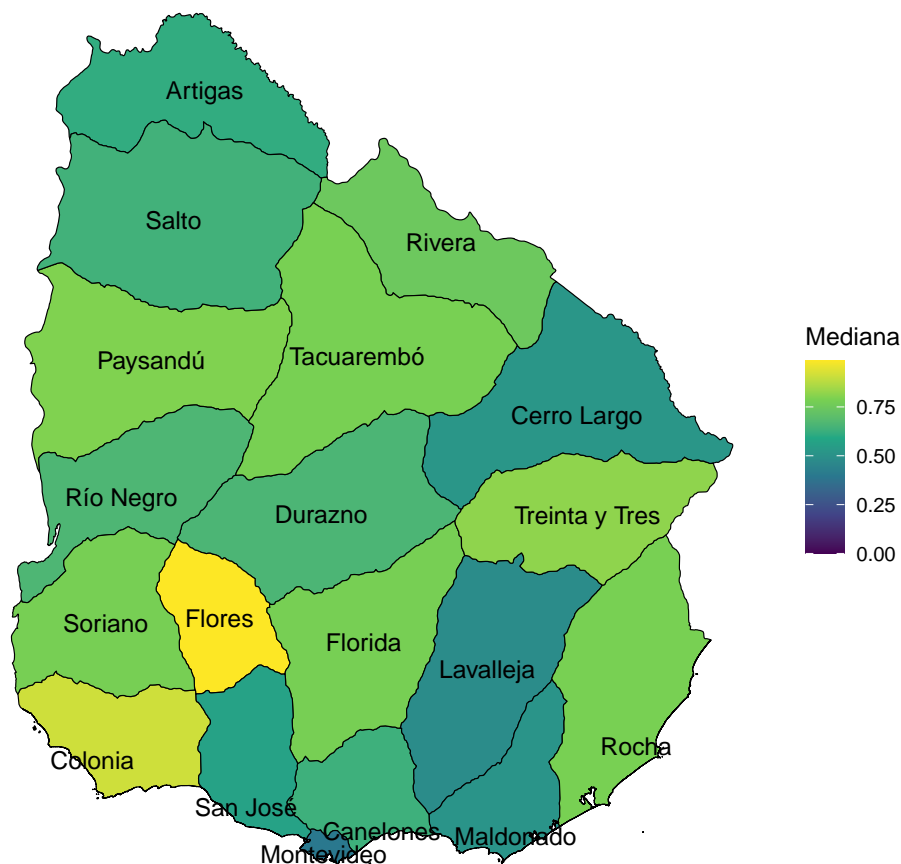 Artigas
Salto
Rivera
Mediana
Paysandú
Tacuarembó
0.75
Cerro Largo
0.50
Río Negro
0.25
Durazno
Treinta y Tres
0.00
Flores
Soriano
Florida
Lavalleja
Rocha
Colonia
San José
Canelones
Maldonado
Montevideo